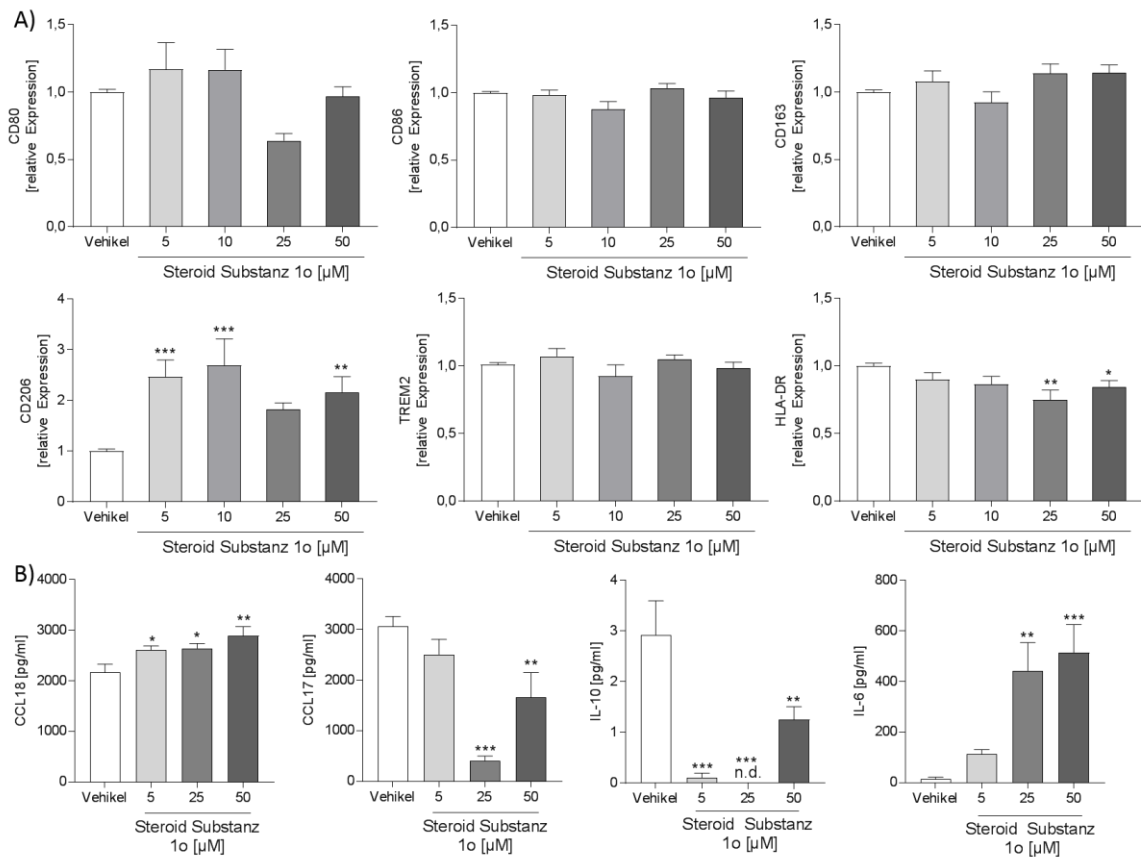 A)
CD80
[relative Expression]
1,5
1,0
0,5
0,0
Vehikel 5 10 25 50
Steroid Substanz 1o [µM]
CD86
[relative Expression]
1,5
1,0
0,5
0,0
Vehikel 5 10 25 50
Steroid Substanz 1o [µM]
CD163
[relative Expression]
1,5
1,0
0,5
0,0
Vehikel 5 10 25 50
Steroid Substanz 1o [µM]
CD206
[relative Expression]
4
3
2
1
0
*** *** **
Vehikel 5 10 25 50
Steroid Substanz 1o [µM]
TREM2
[relative Expression]
1,5
1,0
0,5
0,0
Vehikel 5 10 25 50
Steroid Substanz 1o [µM]
HLA-DR
[relative Expression]
1,5
1,0
0,5
0,0
** *
Vehikel 5 10 25 50
Steroid Substanz 1o [µM]
B)
CCL18 [pg/ml]
4000
3000
2000
1000
0
* * **
Vehikel 5 25 50
Steroid Substanz
1o [µM]
CCL17 [pg/ml]
4000
3000
2000
1000
0
*** **
Vehikel 5 25 50
Steroid Substanz
1o [µM]
IL-10 [pg/ml]
4
3
2
1
0
*** *** **
n.d.
Vehikel 5 25 50
Steroid Substanz
1o [µM]
IL-6 [pg/ml]
800
600
400
200
0
** ***
Vehikel 5 25 50
Steroid Substanz
1o [µM]